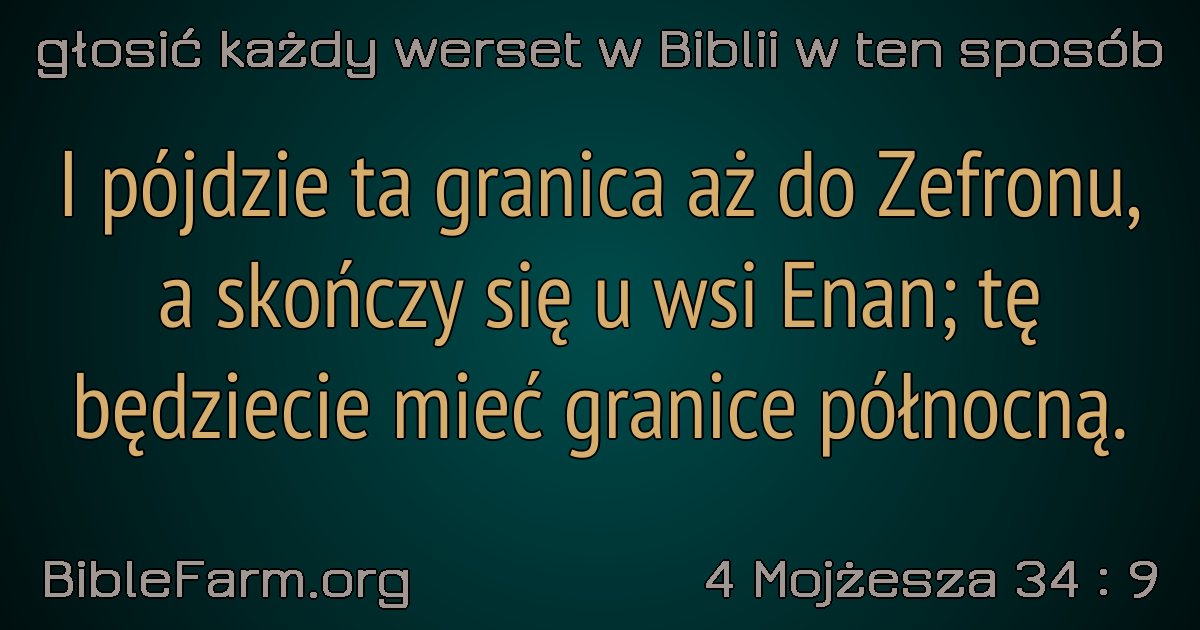 głosić każdy werset w Biblii w ten sposób
I pójdzie ta granica aż do Zefronu,
a skończy się u wsi Enan; tę
będziecie mieć granice północną.
BibleFarm.org
4 Mojżesza 34 : 9